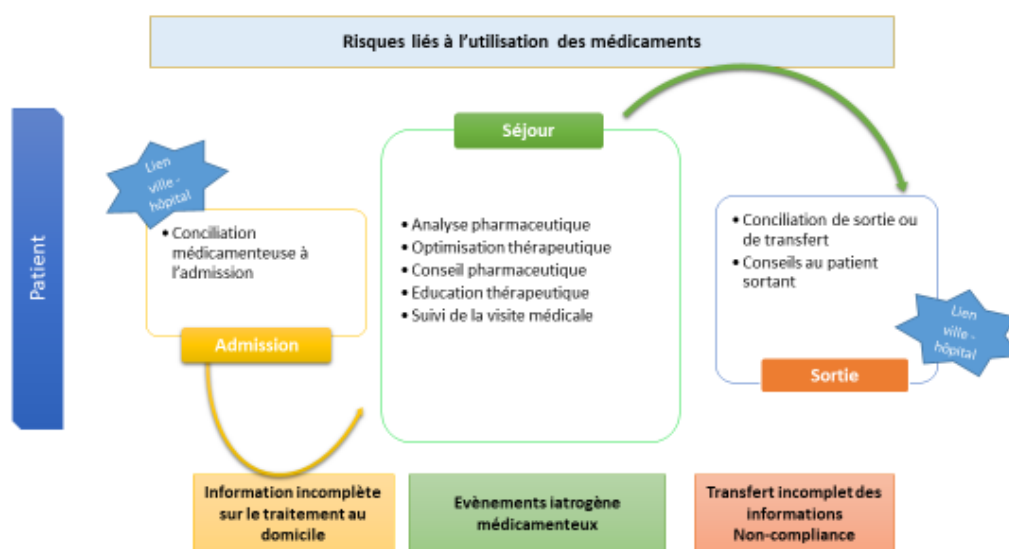 Risques liés à l'utilisation des médicaments
Patient
Lien
ville -
hôpital
• Conciliation
médicamenteuse à
l'admission
Admission
Séjour
• Analyse pharmaceutique
• Optimisation thérapeutique
• Conseil pharmaceutique
• Education thérapeutique
• Suivi de la visite médicale
• Conciliation de sortie ou
de transfert
• Conseils au patient
sortant
Lien
ville -
hôpital
Sortie
Information incomplète
sur le traitement au
domicile
Evènements iatrogène
médicamenteux
Transfert incomplet des
informations
Non-compliance